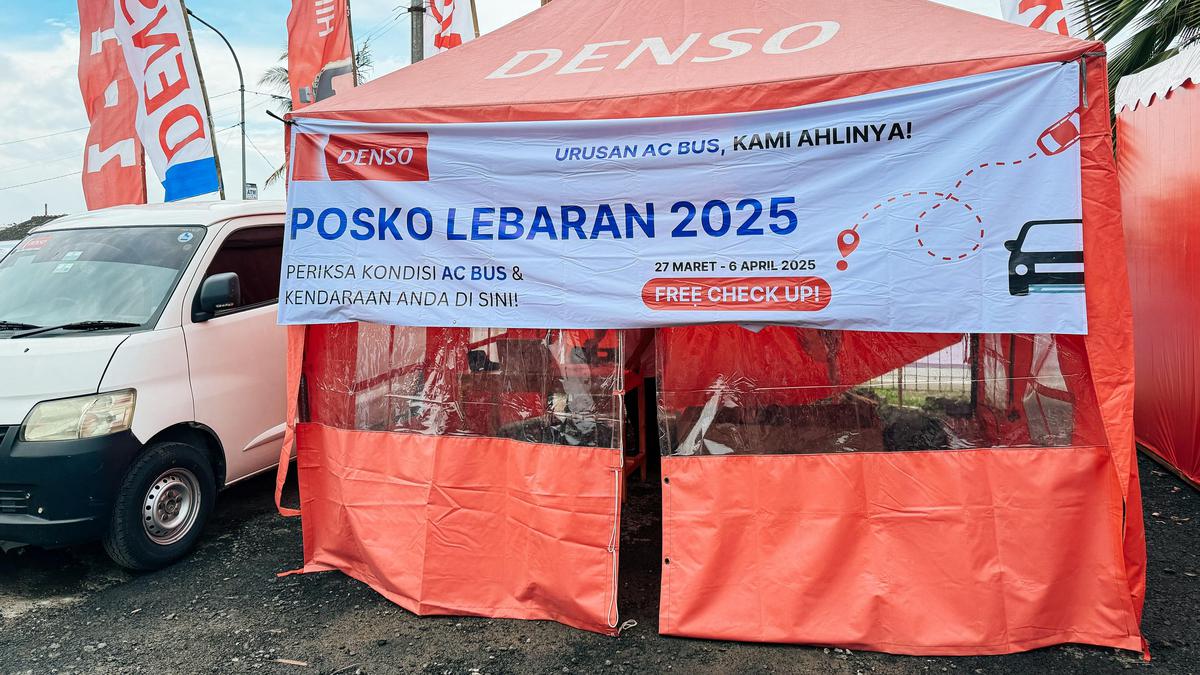 DENSO
DENSO
DENSO
URUSAN AC BUS, KAMI AHLINYA!
POSKO LEBARAN 2025
PERIKSA KONDISI AC BUS &
KENDARAAN ANDA DI SINI!
27 MARET - 6 APRIL 2025
FREE CHECK UP!